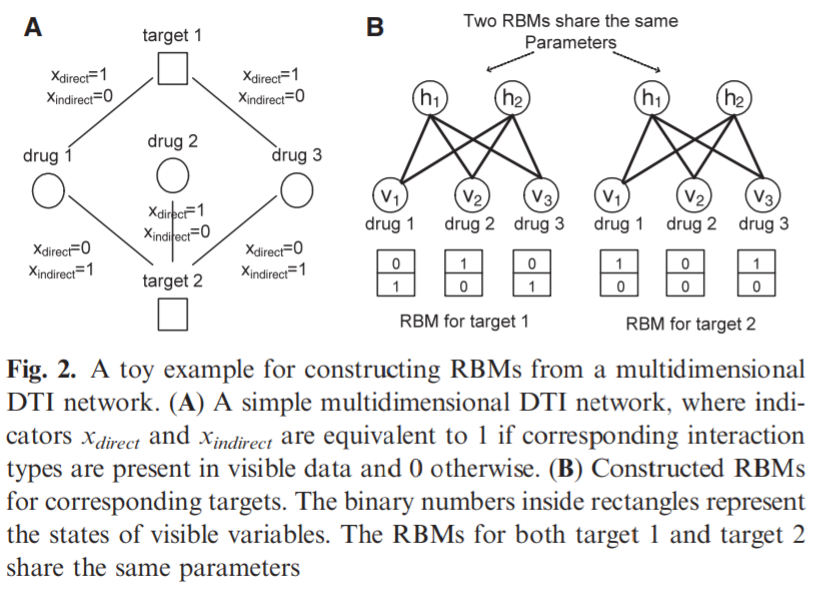 A
target 1
xdirect=1
xindirect=0
xdirect=1
xindirect=0
drug 1
drug 2
drug 3
xdirect=1
xindirect=0
xdirect=0
xindirect=1
xdirect=0
xindirect=1
target 2
B
Two RBMs share the same
Parameters
h1 h2 h1 h2
v1 v2 v3 v1 v2 v3
drug 1 drug 2 drug 3 drug 1 drug 2 drug 3
0 1 0 1 0 1
1 0 1 0 0 0
RBM for target 1 RBM for target 2
Fig. 2. A toy example for constructing RBMs from a multidimensional
DTI network. (A) A simple multidimensional DTI network, where indi-
cators xdirect and xindirect are equivalent to 1 if corresponding interaction
types are present in visible data and 0 otherwise. (B) Constructed RBMs
for corresponding targets. The binary numbers inside rectangles represent
the states of visible variables. The RBMs for both target 1 and target 2
share the same parameters